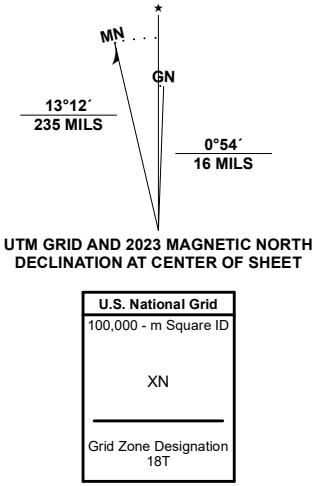 ★
MN
GN
13°12´
235 MILS
0°54´
16 MILS
UTM GRID AND 2023 MAGNETIC NORTH
DECLINATION AT CENTER OF SHEET
U.S. National Grid
100,000 - m Square ID
XN
Grid Zone Designation
18T